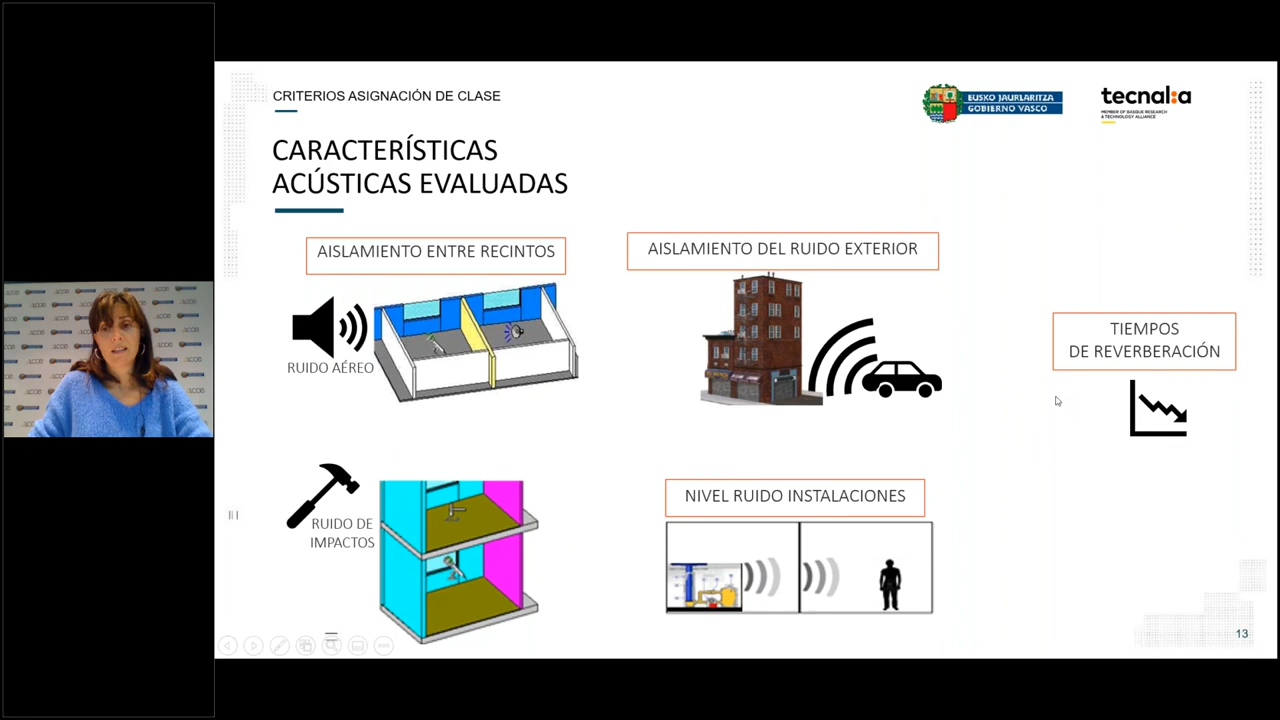 CRITERIOS ASIGNACIÓN DE CLASE
EUSKO JAURLARITZA
GOBIERNO VASCO
tecnal:a
MEMBER OF BASQUE RESEARCH
& TECHNOLOGY ALLIANCE
CARACTERÍSTICAS
ACÚSTICAS EVALUADAS
AISLAMIENTO ENTRE RECINTOS
AISLAMIENTO DEL RUIDO EXTERIOR
TIEMPOS
DE REVERBERACIÓN
RUIDO AÉREO
RUIDO DE
IMPACTOS
NIVEL RUIDO INSTALACIONES
13